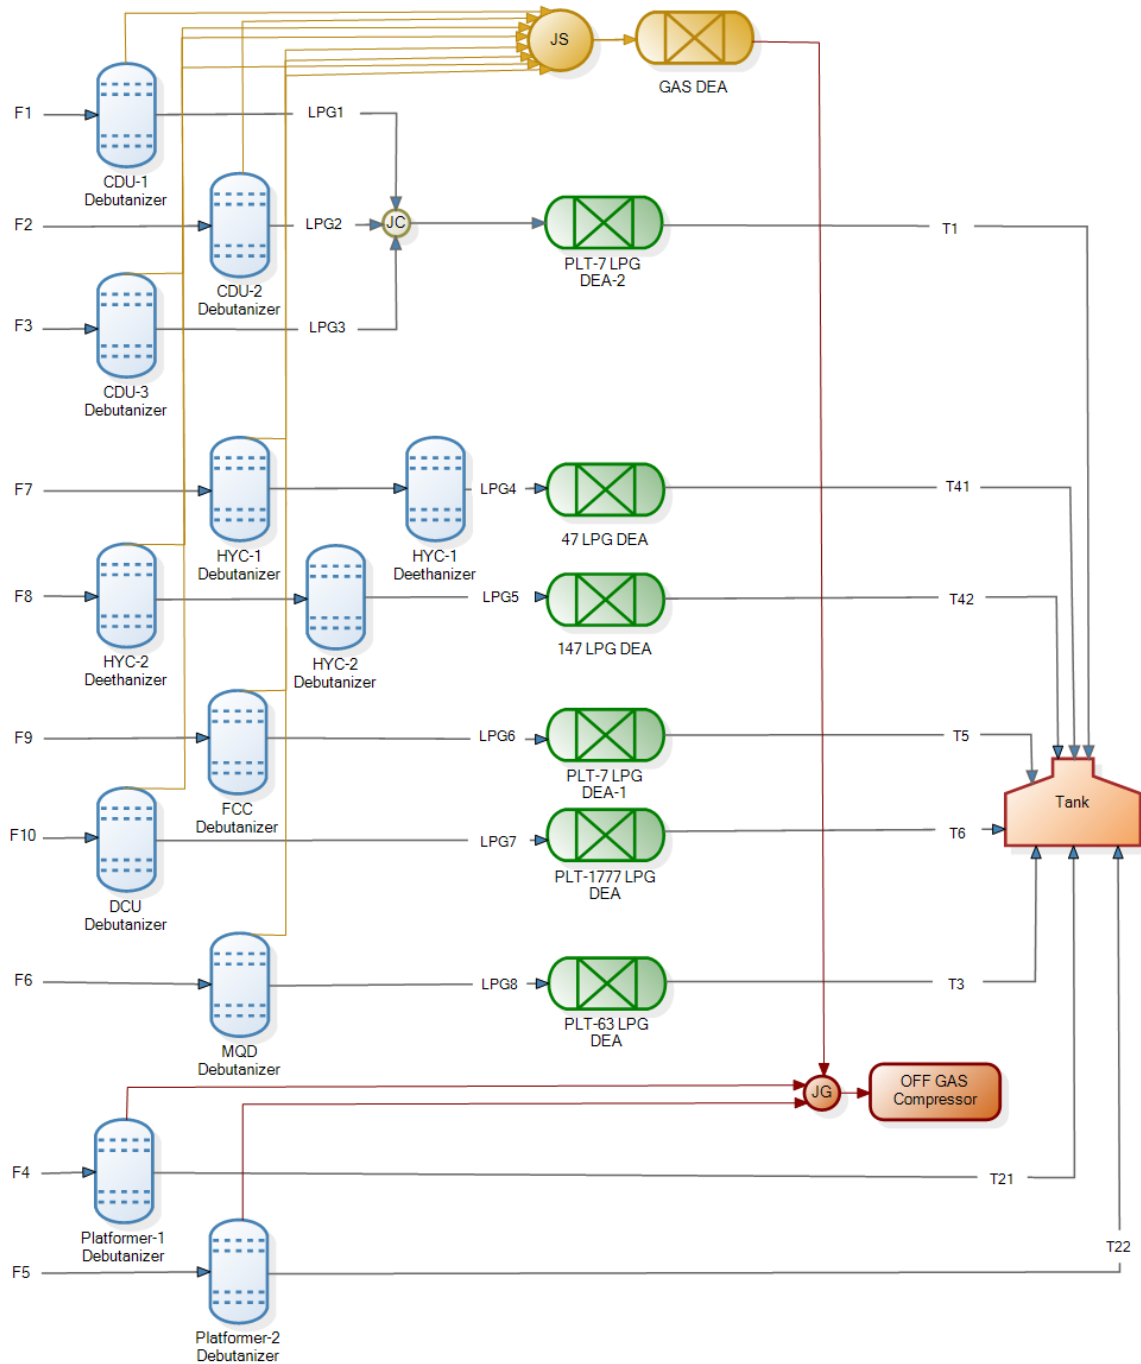 JS
GAS DEA
F1
LPG1
CDU-1
Debutanizer
F2
LPG2
JC
T1
PLT-7 LPG
DEA-2
CDU-2
Debutanizer
F3
LPG3
CDU-3
Debutanizer
F7
LPG4
T41
47 LPG DEA
HYC-1
Debutanizer
HYC-1
Deethanizer
F8
LPG5
T42
147 LPG DEA
HYC-2
Deethanizer
HYC-2
Debutanizer
F9
LPG6
T5
PLT-7 LPG
DEA-1
FCC
Debutanizer
Tank
F10
LPG7
T6
PLT-1777 LPG
DEA
DCU
Debutanizer
F6
LPG8
T3
PLT-63 LPG
DEA
MQD
Debutanizer
JG
OFF GAS
Compressor
F4
T21
Platformer-1
Debutanizer
T22
F5
Platformer-2
Debutanizer